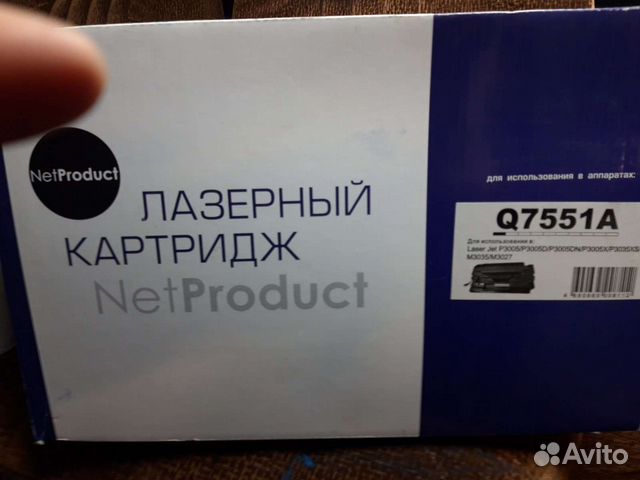 NetProduct
ЛАЗЕРНЫЙ
КАРТРИДЖ
NetProduct
для использования в аппаратах:
Q7551A
Для использования в:
Laser Jet P3005/P3005D/P3005DN/P3005X/P3035XS
M3035/M3027
Avito